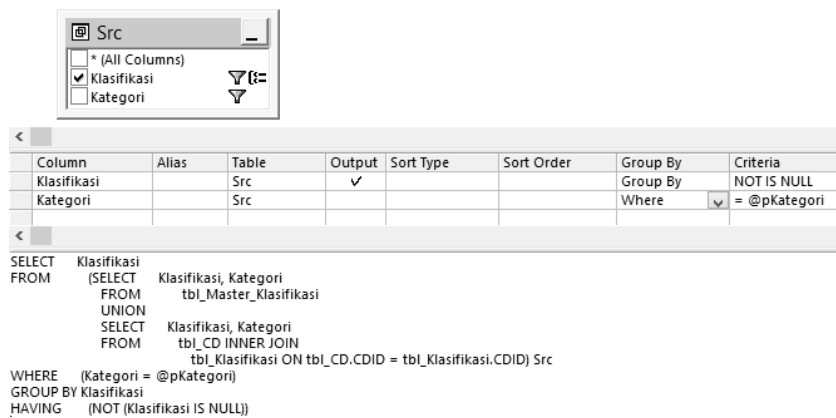 Src
* (All Columns)
Klasifikasi
Kategori
Column Alias Table Output Sort Type Sort Order Group By Criteria
Klasifikasi Src Group By NOT IS NULL
Kategori Src Where = @pKategori
SELECT Klasifikasi
FROM (SELECT Klasifikasi, Kategori
FROM tbl_Master_Klasifikasi
UNION
SELECT Klasifikasi, Kategori
FROM tbl_CD INNER JOIN
tbl_Klasifikasi ON tbl_CD.CDID = tbl_Klasifikasi.CDID) Src
WHERE (Kategori = @pKategori)
GROUP BY Klasifikasi
HAVING (NOT (Klasifikasi IS NULL))